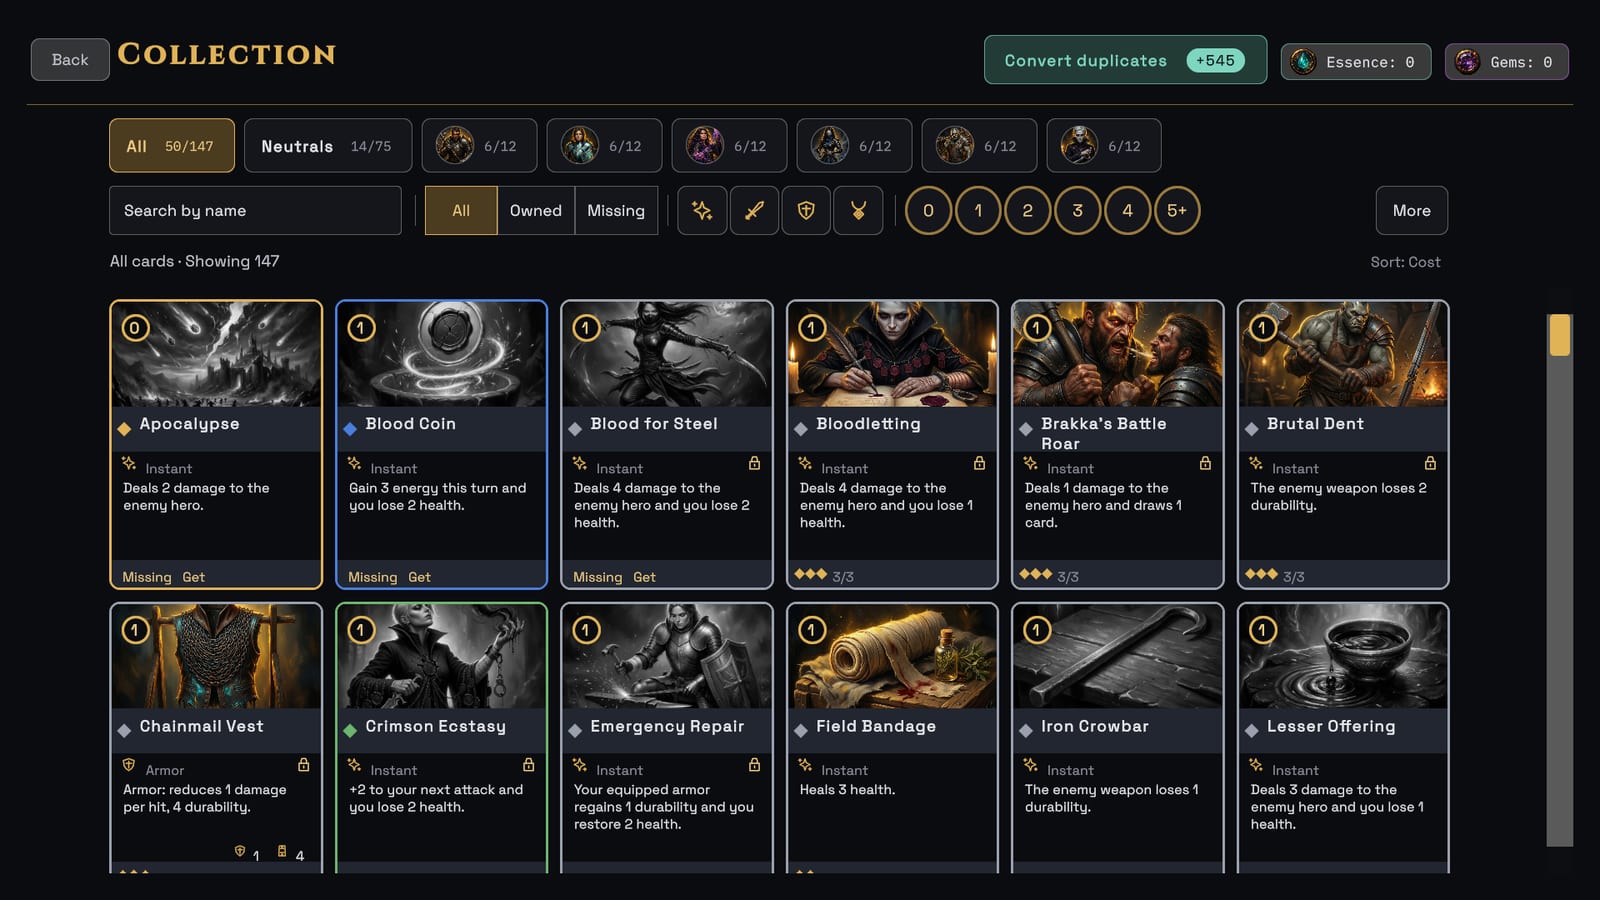 Back
Collection
Convert duplicates +545
Essence: 0
Gems: 0
All 50/147
Neutrals 14/75
6/12
6/12
6/12
6/12
6/12
6/12
Search by name
All
Owned
Missing
0
1
2
3
4
5+
More
All cards · Showing 147
Sort: Cost
0
Apocalypse
Instant
Deals 2 damage to the
enemy hero.
Missing Get
1
Blood Coin
Instant
Gain 3 energy this turn and
you lose 2 health.
Missing Get
1
Blood for Steel
Instant
Deals 4 damage to the
enemy hero and you lose 2
health.
Missing Get
1
Bloodletting
Instant
Deals 4 damage to the
enemy hero and you lose 1
health.
3/3
1
Brakka's Battle
Roar
Instant
Deals 1 damage to the
enemy hero and draws 1
card.
3/3
1
Brutal Dent
Instant
The enemy weapon loses 2
durability.
3/3
1
Chainmail Vest
Armor
Armor: reduces 1 damage
per hit, 4 durability.
1 4
1
Crimson Ecstasy
Instant
+2 to your next attack and
you lose 2 health.
1
Emergency Repair
Instant
Your equipped armor
regains 1 durability and you
restore 2 health.
1
Field Bandage
Instant
Heals 3 health.
1
Iron Crowbar
Instant
The enemy weapon loses 1
durability.
1
Lesser Offering
Instant
Deals 3 damage to the
enemy hero and you lose 1
health.